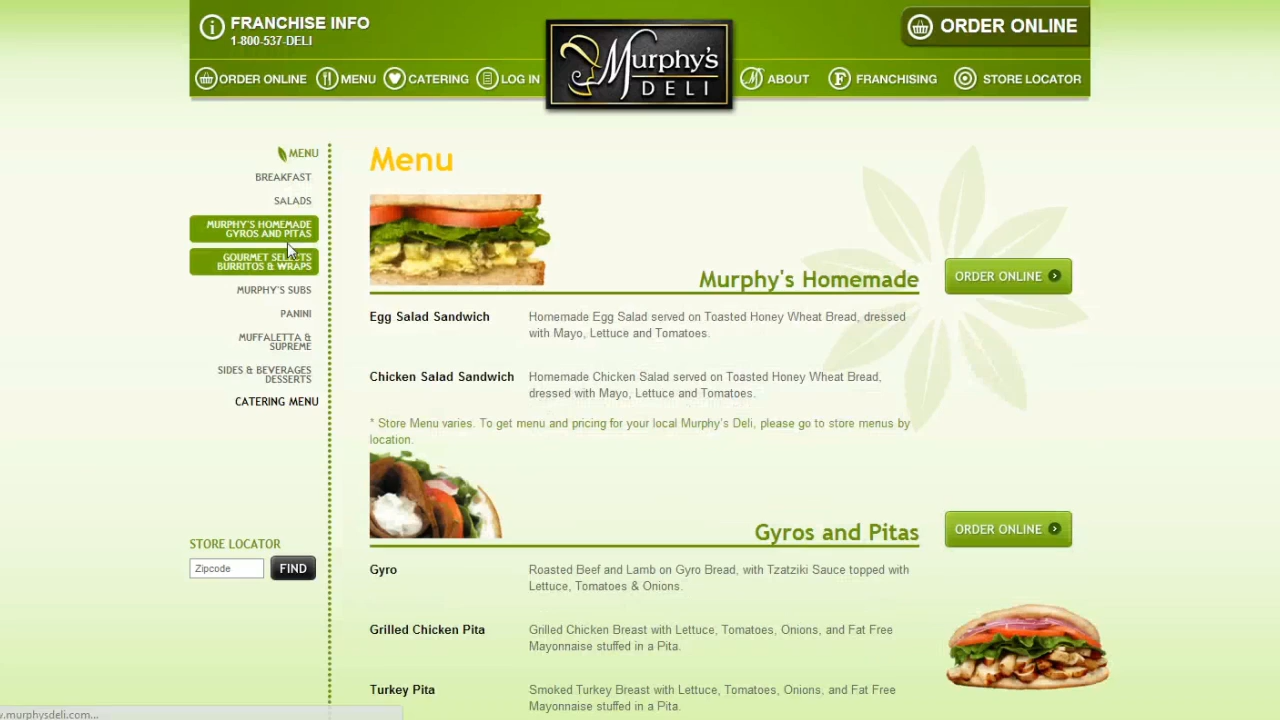 FRANCHISE INFO
1-800-537-DELI
ORDER ONLINE
ORDER ONLINE
MENU
CATERING
LOG IN
Murphy's
DELI
ABOUT
FRANCHISING
STORE LOCATOR
MENU
BREAKFAST
SALADS
MURPHY'S HOMEMADE
GYROS AND PITAS
GOURMET SELECTS
BURRITOS & WRAPS
MURPHY'S SUBS
PANINI
MUFFALETTA &
SUPREME
SIDES & BEVERAGES
DESSERTS
CATERING MENU
STORE LOCATOR
Zipcode
FIND
Menu
Murphy's Homemade
ORDER ONLINE
Egg Salad Sandwich
Homemade Egg Salad served on Toasted Honey Wheat Bread, dressed
with Mayo, Lettuce and Tomatoes.
Chicken Salad Sandwich
Homemade Chicken Salad served on Toasted Honey Wheat Bread,
dressed with Mayo, Lettuce and Tomatoes.
* Store Menu varies. To get menu and pricing for your local Murphy's Deli, please go to store menus by
location.
Gyros and Pitas
ORDER ONLINE
Gyro
Roasted Beef and Lamb on Gyro Bread, with Tzatziki Sauce topped with
Lettuce, Tomatoes & Onions.
Grilled Chicken Pita
Grilled Chicken Breast with Lettuce, Tomatoes, Onions, and Fat Free
Mayonnaise stuffed in a Pita.
Turkey Pita
Smoked Turkey Breast with Lettuce, Tomatoes, Onions, and Fat Free
Mayonnaise stuffed in a Pita.
.murphysdeli.com...